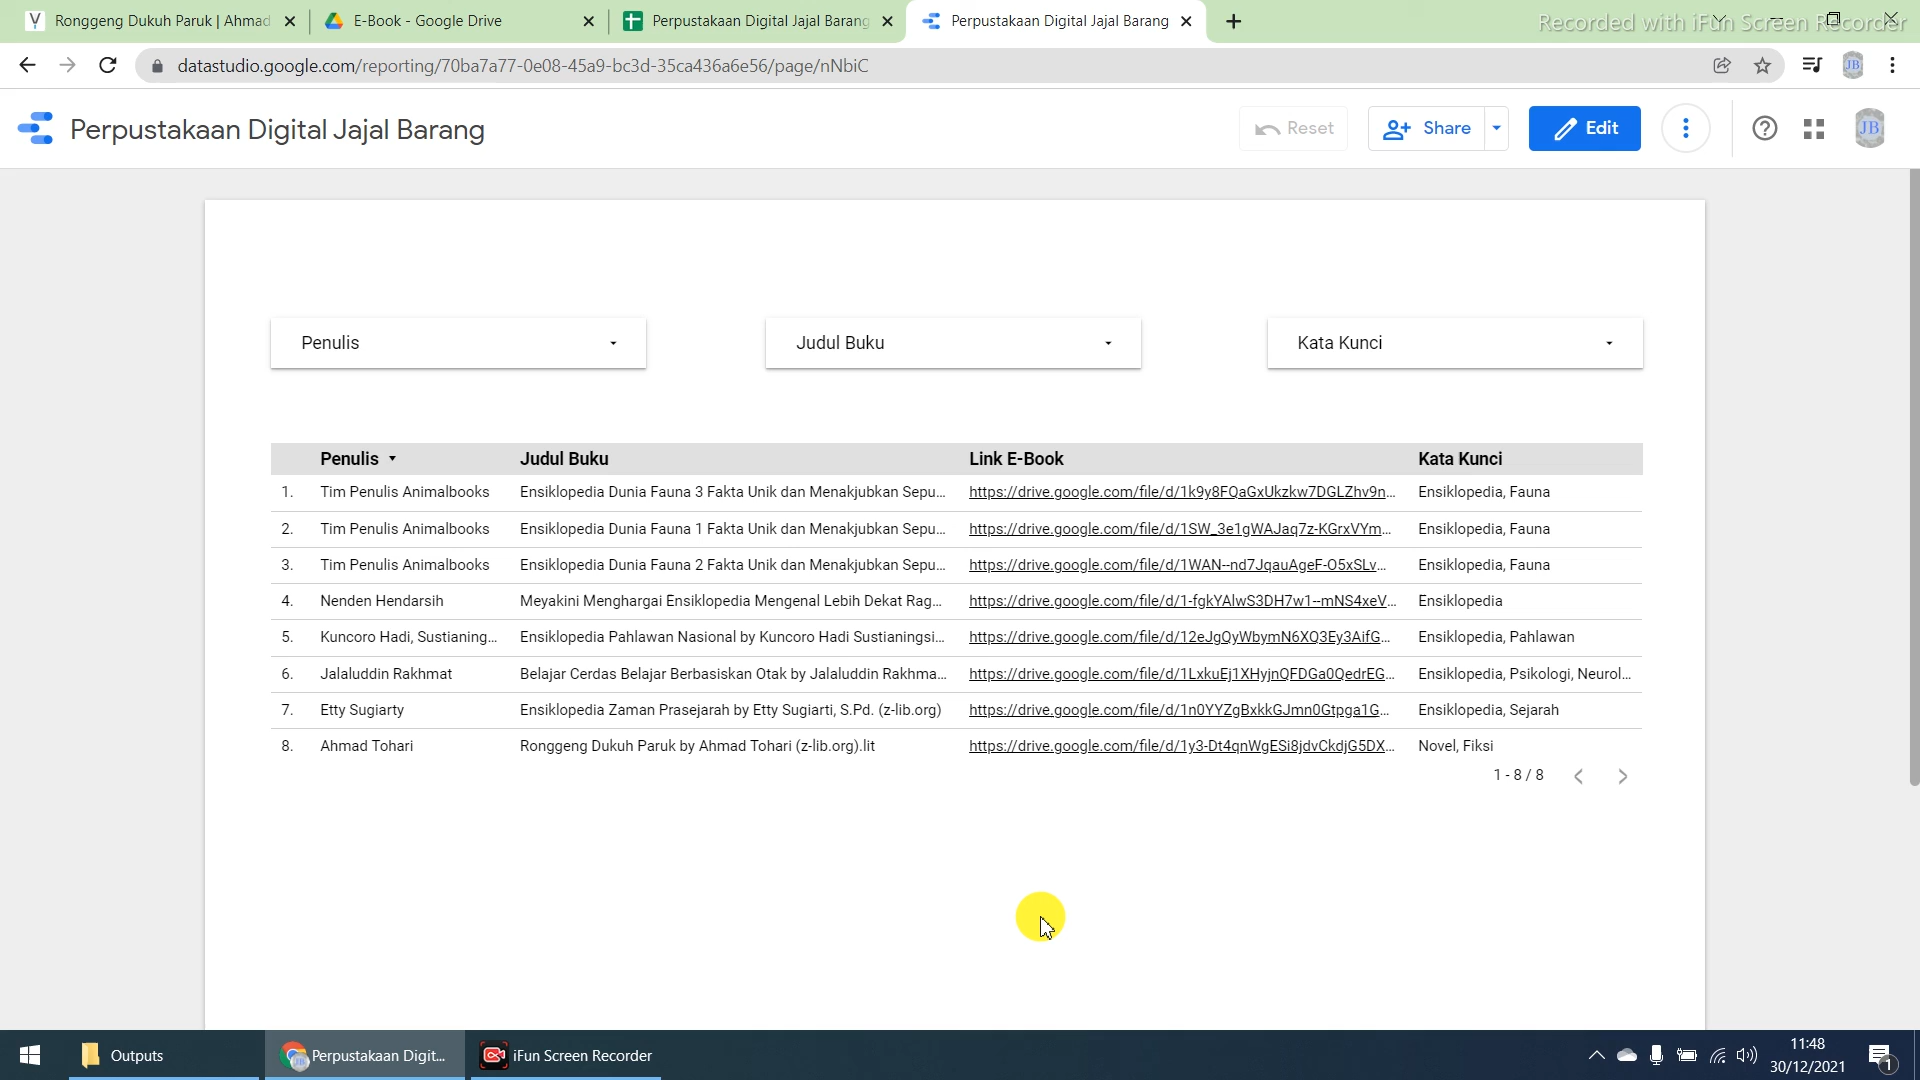 Ronggeng Dukuh Paruk | Ahmad
E-Book - Google Drive
Perpustakaan Digital Jajal Barang
Perpustakaan Digital Jajal Barang
Recorded with iFun Screen Recorder
datastudio.google.com/reporting/70ba7a77-0e08-45a9-bc3d-35ca436a6e56/page/nNbiC
JB
Perpustakaan Digital Jajal Barang
Reset
Share
Edit
JB
Penulis
Judul Buku
Kata Kunci
Penulis Judul Buku Link E-Book Kata Kunci
1. Tim Penulis Animalbooks Ensiklopedia Dunia Fauna 3 Fakta Unik dan Menakjubkan Sepu... https://drive.google.com/file/d/1k9y8FQaGxUkzkw7DGLZhv9n... Ensiklopedia, Fauna
2. Tim Penulis Animalbooks Ensiklopedia Dunia Fauna 1 Fakta Unik dan Menakjubkan Sepu... https://drive.google.com/file/d/1SW_3e1gWAJaq7z-KGrxVYm... Ensiklopedia, Fauna
3. Tim Penulis Animalbooks Ensiklopedia Dunia Fauna 2 Fakta Unik dan Menakjubkan Sepu... https://drive.google.com/file/d/1WAN--nd7JqauAgeF-O5xSLv... Ensiklopedia, Fauna
4. Nenden Hendarsih Meyakini Menghargai Ensiklopedia Mengenal Lebih Dekat Rag... https://drive.google.com/file/d/1-fgkYAlwS3DH7w1--mNS4xeV... Ensiklopedia
5. Kuncoro Hadi, Sustianing... Ensiklopedia Pahlawan Nasional by Kuncoro Hadi Sustianingsi... https://drive.google.com/file/d/12eJgQyWbymN6XQ3Ey3AifG... Ensiklopedia, Pahlawan
6. Jalaluddin Rakhmat Belajar Cerdas Belajar Berbasiskan Otak by Jalaluddin Rakhma... https://drive.google.com/file/d/1LxkuEj1XHyjnQFDGa0QedrEG... Ensiklopedia, Psikologi, Neurol...
7. Etty Sugiarty Ensiklopedia Zaman Prasejarah by Etty Sugiarti, S.Pd. (z-lib.org) https://drive.google.com/file/d/1n0YYZgBxkkGJmn0Gtpga1G... Ensiklopedia, Sejarah
8. Ahmad Tohari Ronggeng Dukuh Paruk by Ahmad Tohari (z-lib.org).lit https://drive.google.com/file/d/1y3-Dt4qnWgESi8jdvCkdjG5DX... Novel, Fiksi
1 - 8 / 8
Outputs
Perpustakaan Digit...
iFun Screen Recorder
11:48
30/12/2021
1